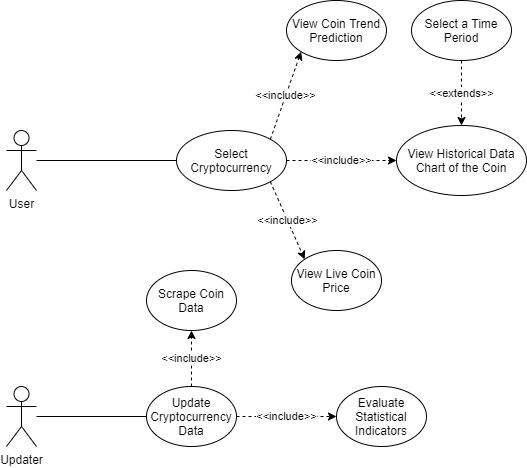 View Coin Trend
Prediction
Select a Time
Period
<<include>>
<<extends>>
Select
Cryptocurrency
<<include>>
View Historical Data
Chart of the Coin
User
<<include>>
View Live Coin
Price
Scrape Coin
Data
<<include>>
Update
Cryptocurrency
Data
<<include>>
Evaluate
Statistical
Indicators
Updater